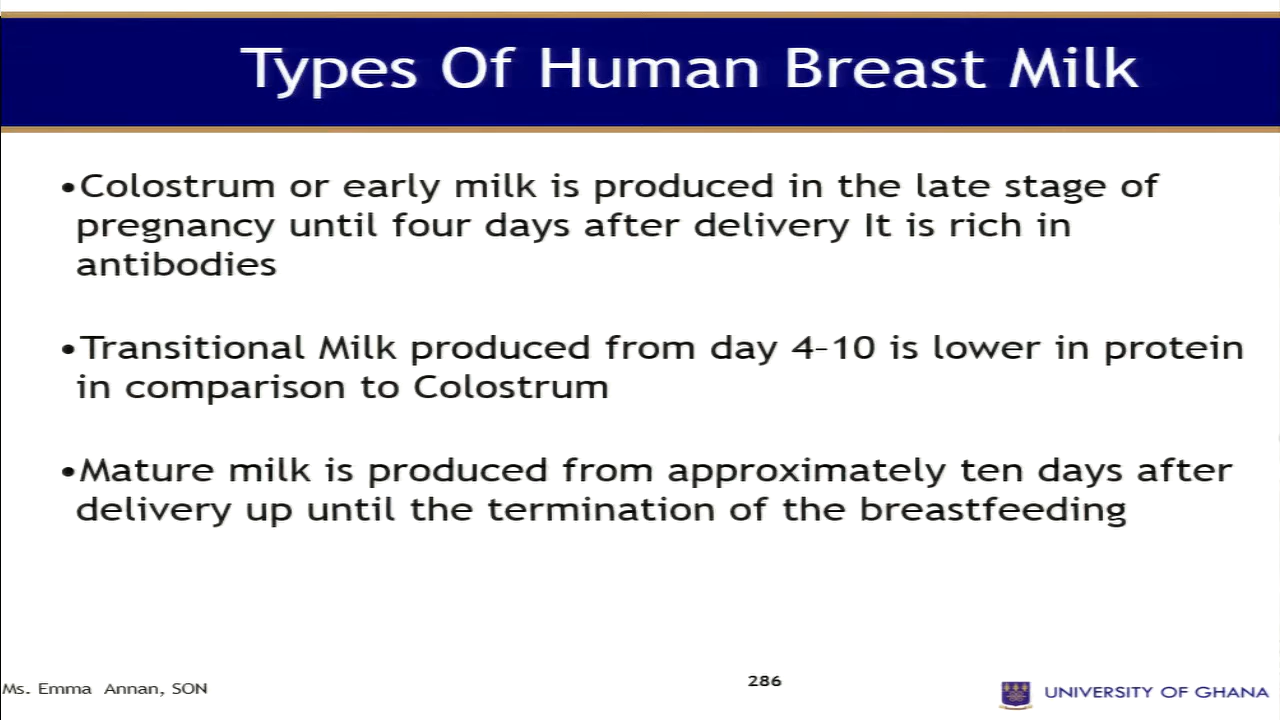 Types Of Human Breast Milk
•Colostrum or early milk is produced in the late stage of
pregnancy until four days after delivery It is rich in
antibodies
•Transitional Milk produced from day 4-10 is lower in protein
in comparison to Colostrum
•Mature milk is produced from approximately ten days after
delivery up until the termination of the breastfeeding
Ms. Emma Annan, SON
286
UNIVERSITY OF GHANA